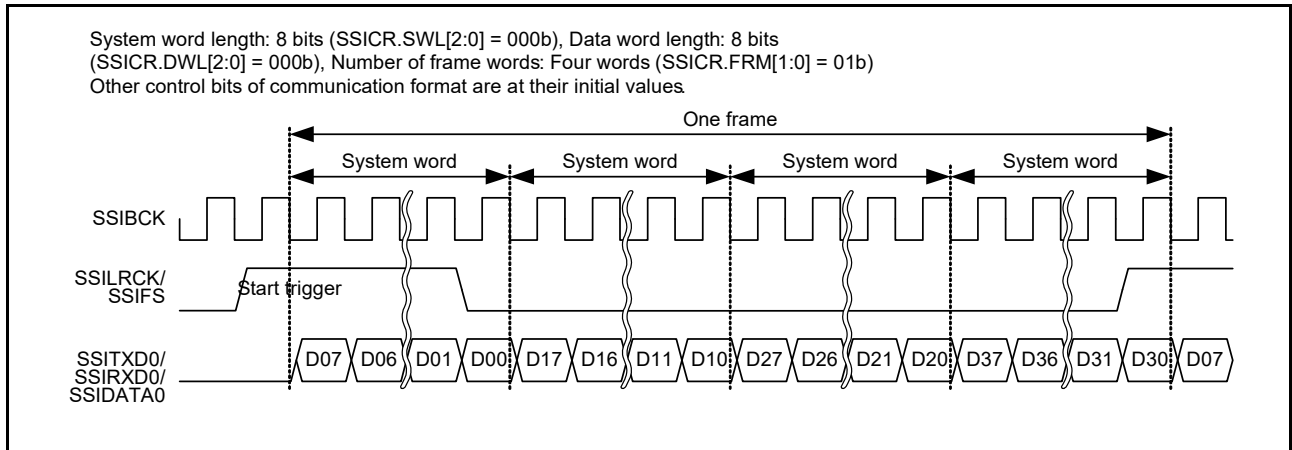 System word length: 8 bits (SSICR.SWL[2:0] = 000b), Data word length: 8 bits
(SSICR.DWL[2:0] = 000b), Number of frame words: Four words (SSICR.FRM[1:0] = 01b)
Other control bits of communication format are at their initial values.
One frame
System word System word System word System word
SSIBCK
SSILRCK/
SSIFS
Start trigger
SSITXD0/
SSIRXD0/
SSIDATA0
D07 D06 D01 D00 D17 D16 D11 D10 D27 D26 D21 D20 D37 D36 D31 D30 D07